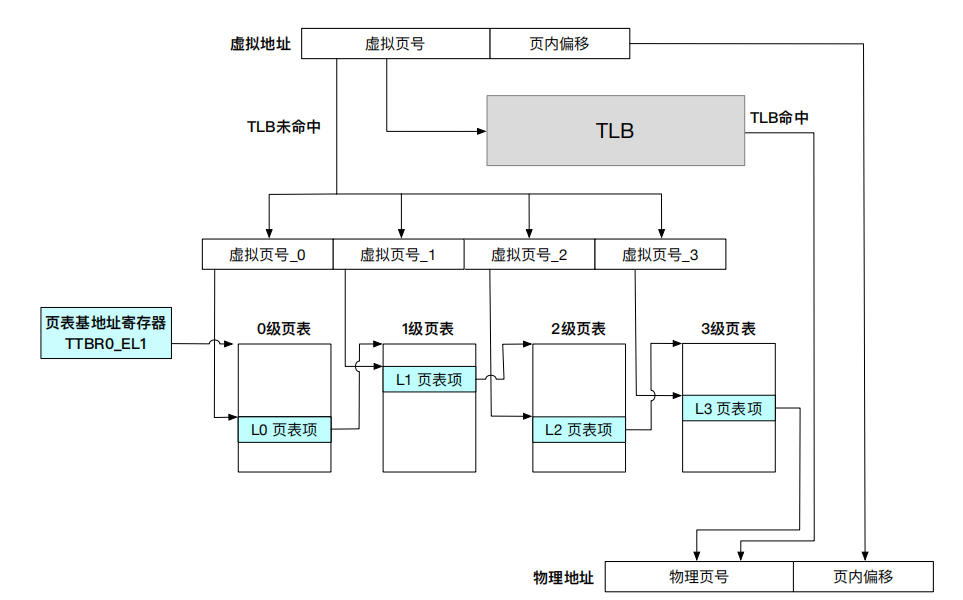 虚拟地址
虚拟页号
页内偏移
TLB未命中
TLB
TLB命中
虚拟页号_0
虚拟页号_1
虚拟页号_2
虚拟页号_3
页表基地址寄存器
TTBR0_EL1
0级页表
1级页表
2级页表
3级页表
L1 页表项
L3 页表项
L0 页表项
L2 页表项
物理地址
物理页号
页内偏移